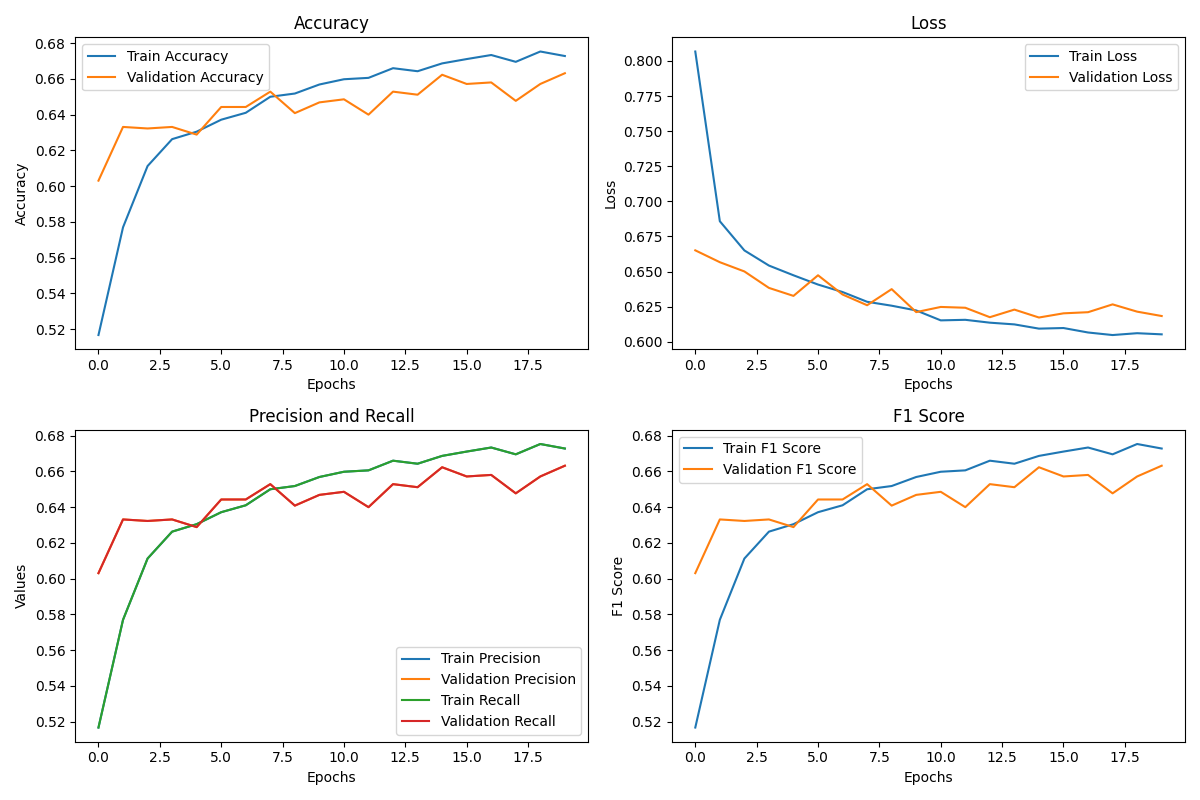 Accuracy
Train Accuracy
Validation Accuracy
0.68
0.66
0.64
0.62
0.60
0.58
0.56
0.54
0.52
Accuracy
0.0 2.5 5.0 7.5 10.0 12.5 15.0 17.5
Epochs
Loss
Train Loss
Validation Loss
0.800
0.775
0.750
0.725
0.700
0.675
0.650
0.625
0.600
Loss
0.0 2.5 5.0 7.5 10.0 12.5 15.0 17.5
Epochs
Precision and Recall
0.68
0.66
0.64
0.62
0.60
0.58
0.56
0.54
0.52
Values
Train Precision
Validation Precision
Train Recall
Validation Recall
0.0 2.5 5.0 7.5 10.0 12.5 15.0 17.5
Epochs
F1 Score
Train F1 Score
Validation F1 Score
0.68
0.66
0.64
0.62
0.60
0.58
0.56
0.54
0.52
F1 Score
0.0 2.5 5.0 7.5 10.0 12.5 15.0 17.5
Epochs